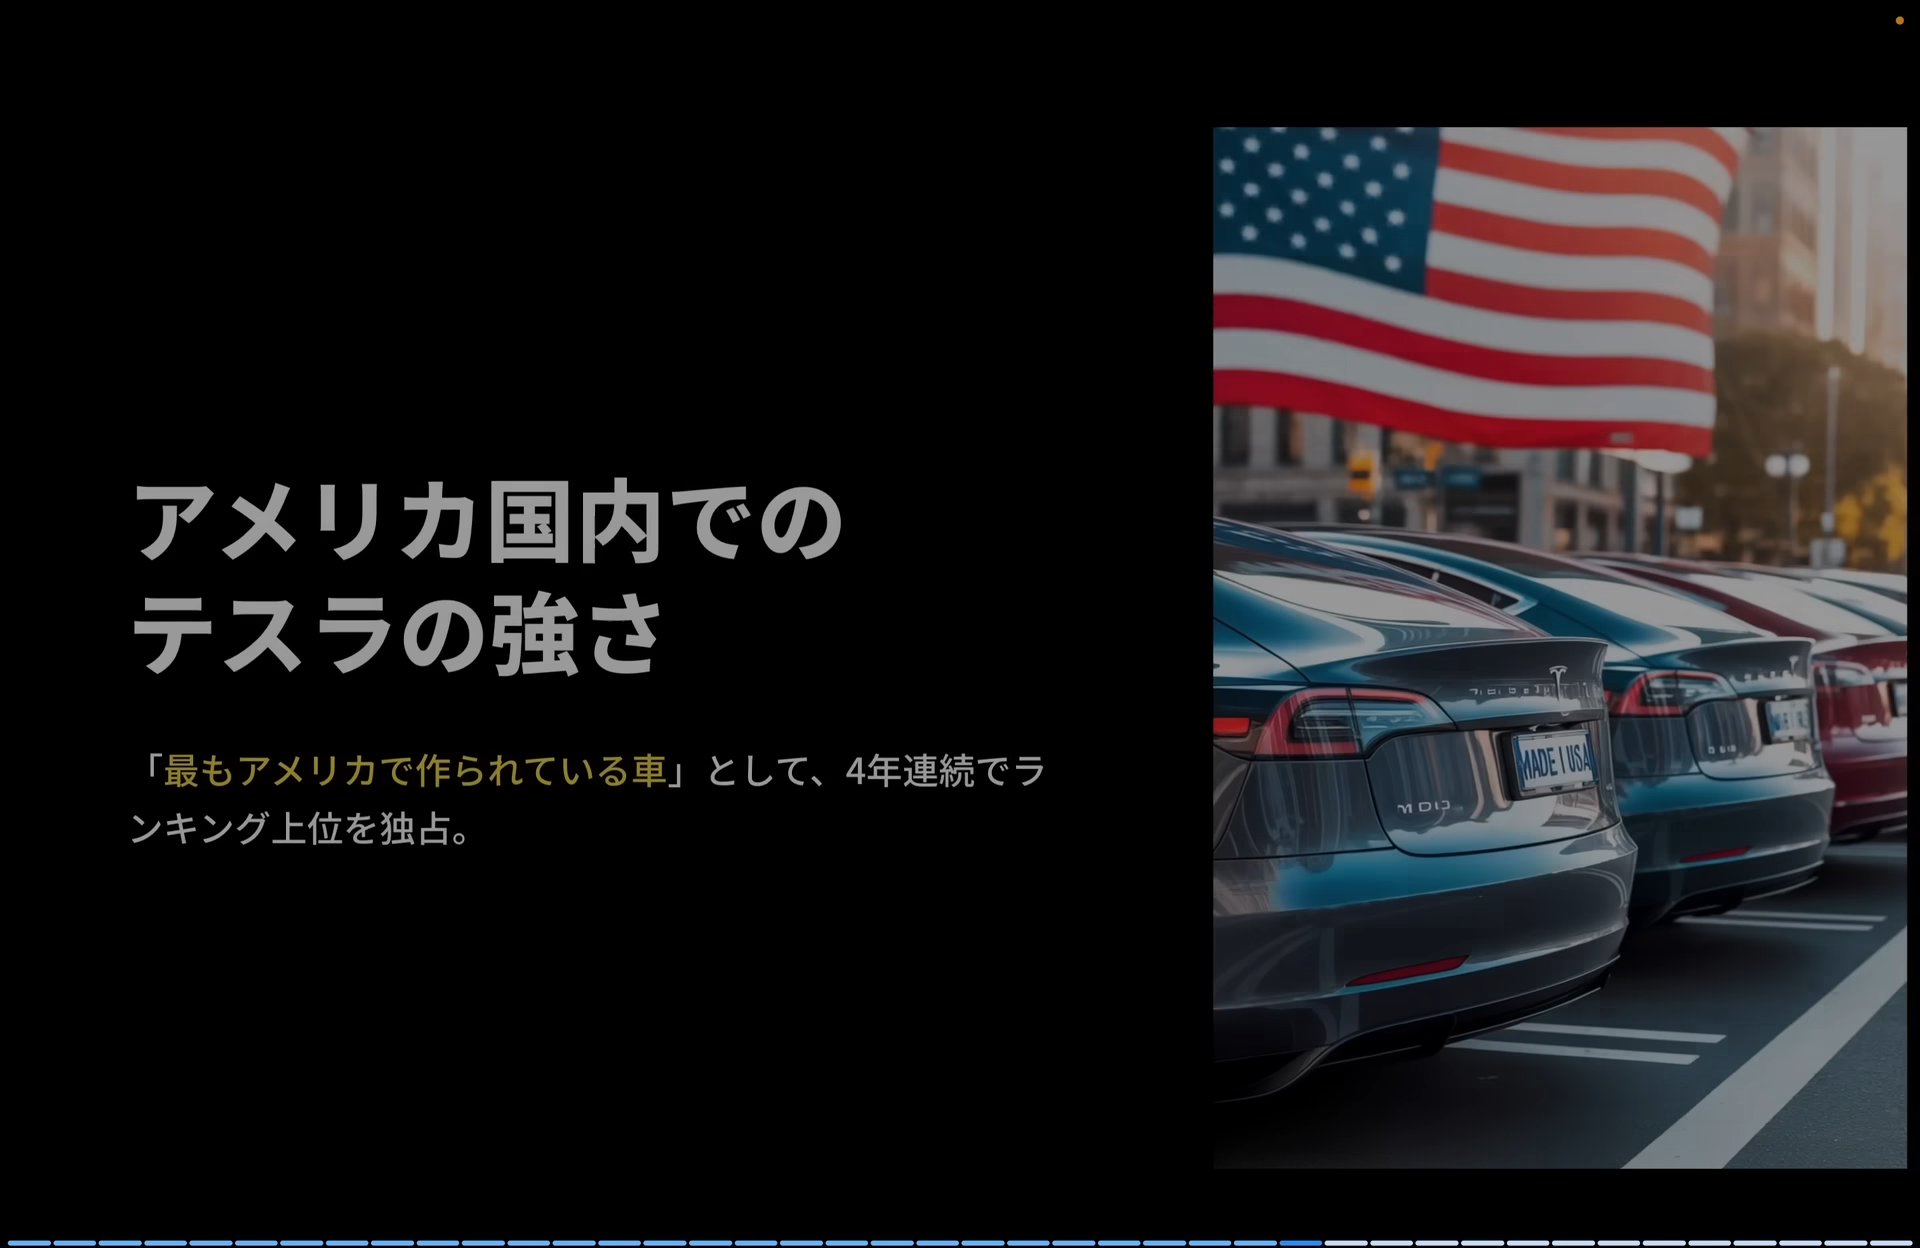 アメリカ国内での
テスラの強さ
「最もアメリカで作られている車」として、4年連続でラ
ンキング上位を独占。
MADE I USA